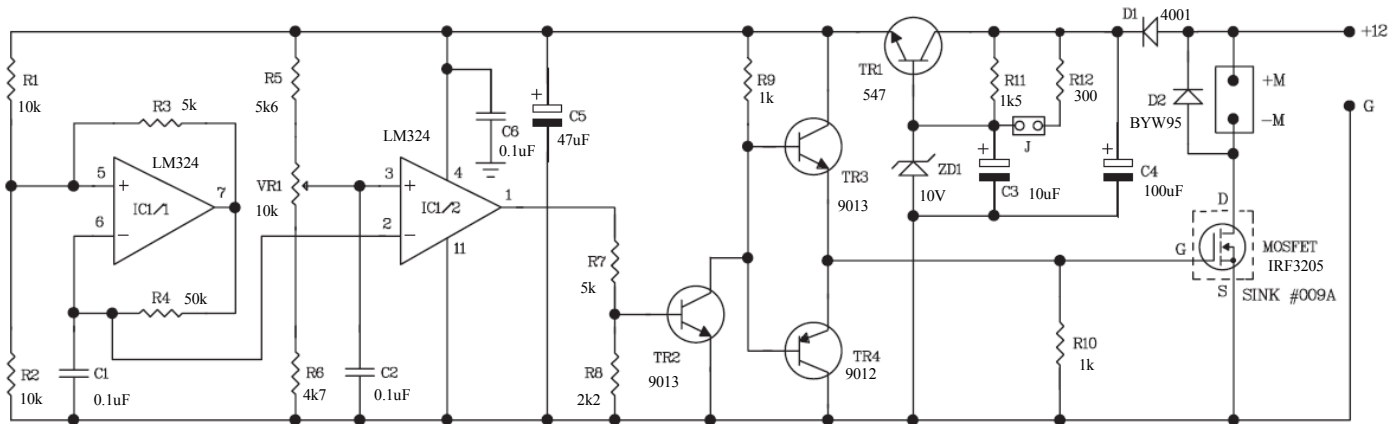 D1 4001
+12
R1
10k
R3 5k
LM324
5
+
7
6
−
IC1/1
R4 50k
R2
10k
C1
0.1uF
R5
5k6
VR1
10k
R6
4k7
C2
0.1uF
LM324
3
+
4
IC1/2
1
2
−
11
C6
0.1uF
+
C5
47uF
R7
5k
R8
2k2
TR2
9013
R9
1k
TR3
9013
TR4
9012
TR1
547
ZD1
10V
R11
1k5
R12
300
J
+
C3
10uF
+
C4
100uF
D2
BYW95
+M
−M
G
D
G
S
MOSFET
IRF3205
SINK #009A
R10
1k